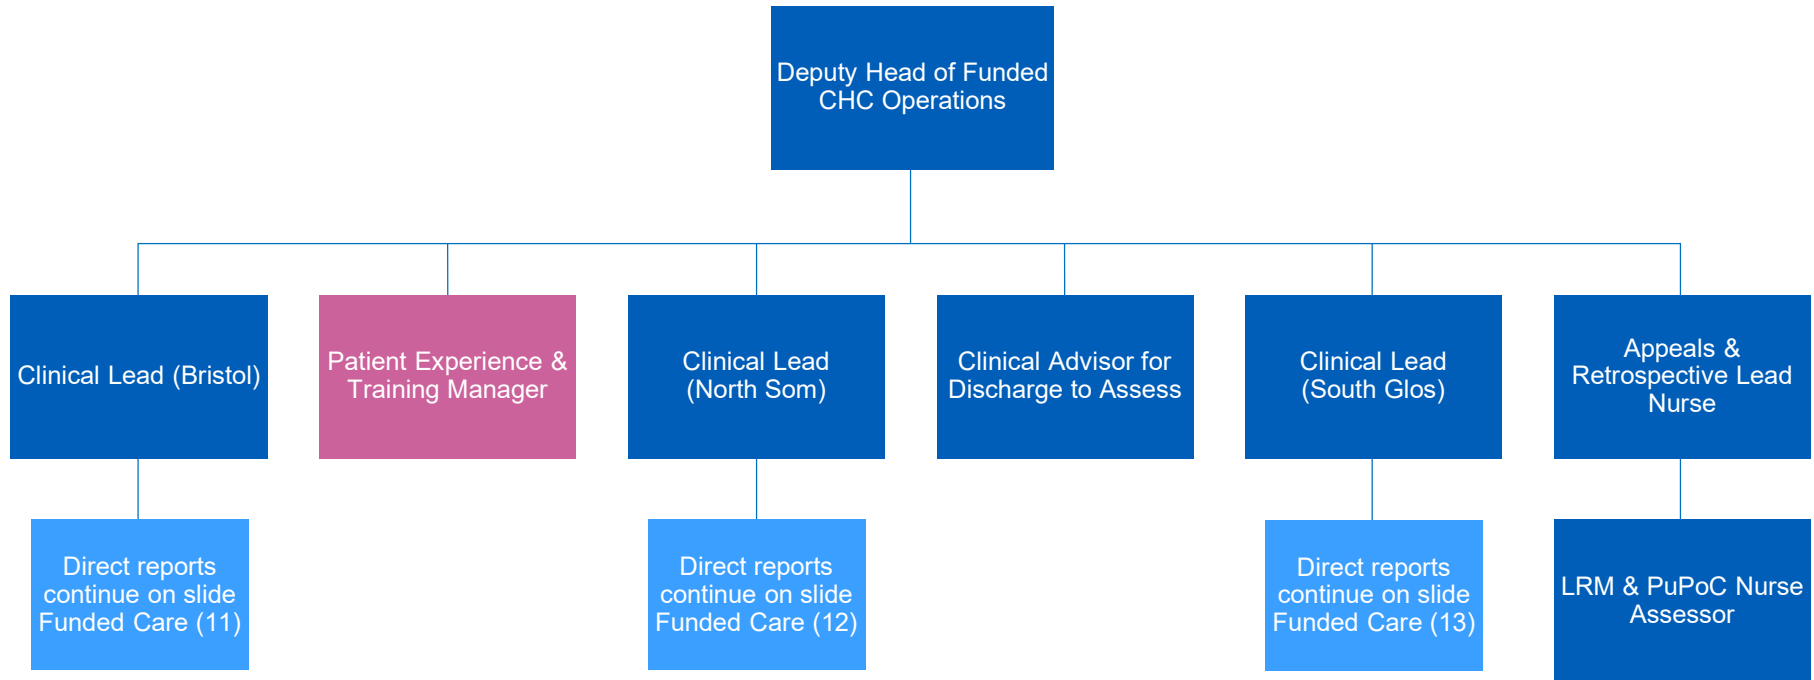 Deputy Head of Funded
CHC Operations
Clinical Lead (Bristol)
Patient Experience &
Training Manager
Clinical Lead
(North Som)
Clinical Advisor for
Discharge to Assess
Clinical Lead
(South Glos)
Appeals &
Retrospective Lead
Nurse
Direct reports
continue on slide
Funded Care (11)
Direct reports
continue on slide
Funded Care (12)
Direct reports
continue on slide
Funded Care (13)
LRM & PuPoC Nurse
Assessor